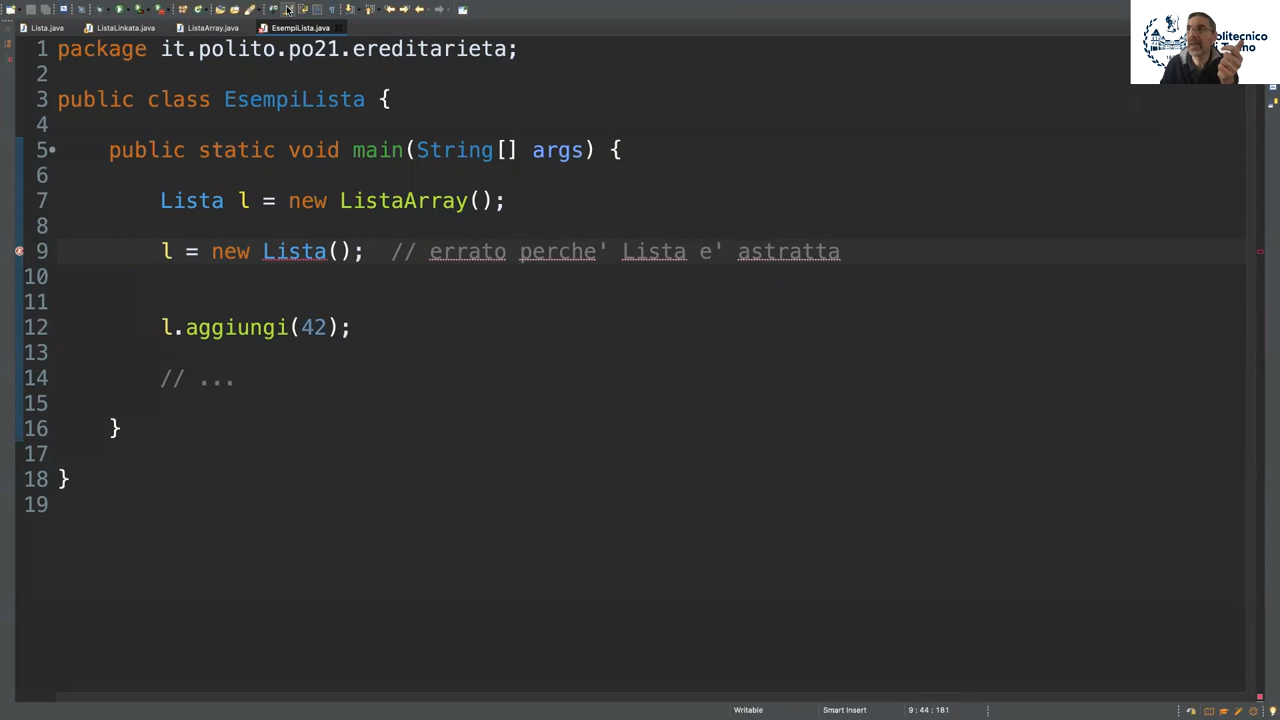 Lista.java ListaLinkata.java ListaArray.java EsempiLista.java
olitecnico
1 package it.polito.po21.ereditarieta;
2
3 public class EsempiLista {
4
5 public static void main(String[] args) {
6
7 Lista l = new ListaArray();
8
9 l = new Lista(); // errato perche' Lista e' astratta
10
11
12 l.aggiungi(42);
13
14 // ...
15
16 }
17
18 }
19
Writable Smart Insert 9 : 44 : 181